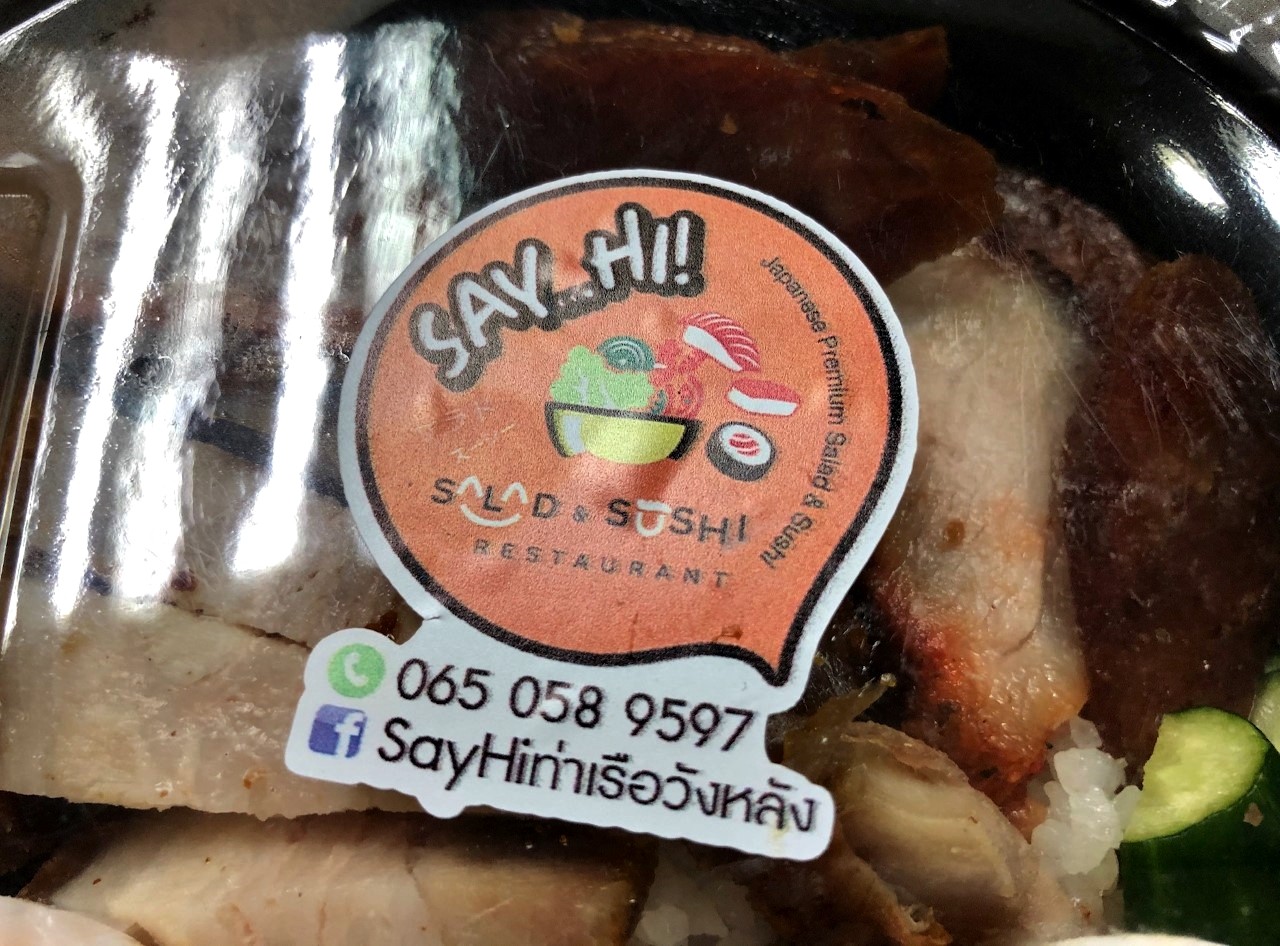 SAY...HI!
Japanese Premium Salad & Sushi
SALAD & SUSHI
RESTAURANT
065 058 9597
f SayHiท่าเรือวังหลัง